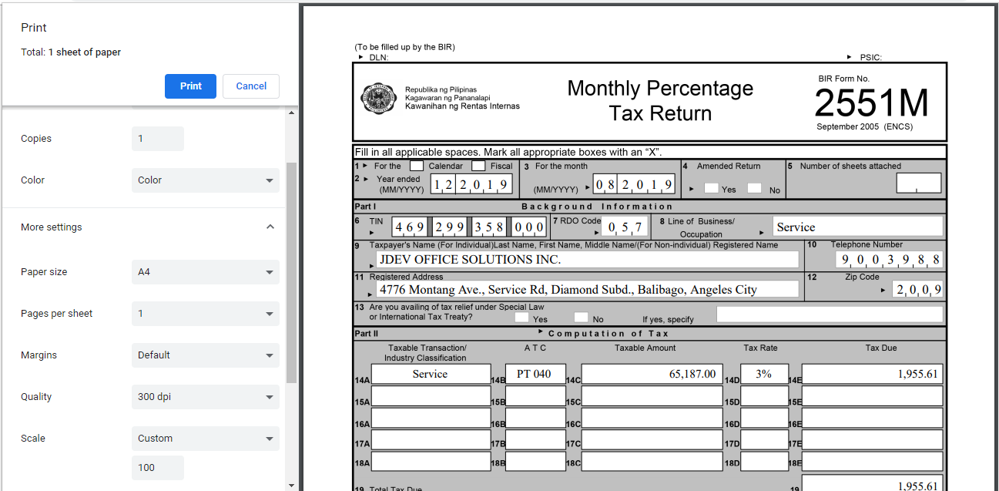 Print
Total: 1 sheet of paper
Print Cancel
Copies 1
Color Color
More settings
Paper size A4
Pages per sheet 1
Margins Default
Quality 300 dpi
Scale Custom
100
(To be filled up by the BIR)
DLN: PSIC:
Republika ng Pilipinas
Kagawaran ng Pananalapi
Kawanihan ng Rentas Internas
Monthly Percentage
Tax Return
BIR Form No.
2551M
September 2005 (ENCS)
Fill in all applicable spaces. Mark all appropriate boxes with an “X”.
1 For the Calendar Fiscal
2 Year ended
(MM/YYYY) 1 2 2 0 1 9
3 For the month
(MM/YYYY) 0 8 2 0 1 9
4 Amended Return
Yes No
5 Number of sheets attached
Part I Background Information
6 TIN 4 6 9 2 9 9 3 5 8 0 0 0
7 RDO Code 0 5 7
8 Line of Business/
Occupation Service
9 Taxpayer's Name (For Individual)Last Name, First Name, Middle Name/(For Non-individual) Registered Name
JDEV OFFICE SOLUTIONS INC.
10 Telephone Number
9 0 0 3 9 8 8
11 Registered Address
4776 Montang Ave., Service Rd, Diamond Subd., Balibago, Angeles City
12 Zip Code
2 0 0 9
13 Are you availing of tax relief under Special Law
or International Tax Treaty? Yes No If yes, specify
Part II Computation of Tax
Taxable Transaction/
Industry Classification
A T C Taxable Amount Tax Rate Tax Due
14A Service 14B PT 040 14C 65,187.00 14D 3% 14E 1,955.61
15A 15B 15C 15D 15E
16A 16B 16C 16D 16E
17A 17B 17C 17D 17E
18A 18B 18C 18D 18E
19 Total Tax Due 19 1,955.61